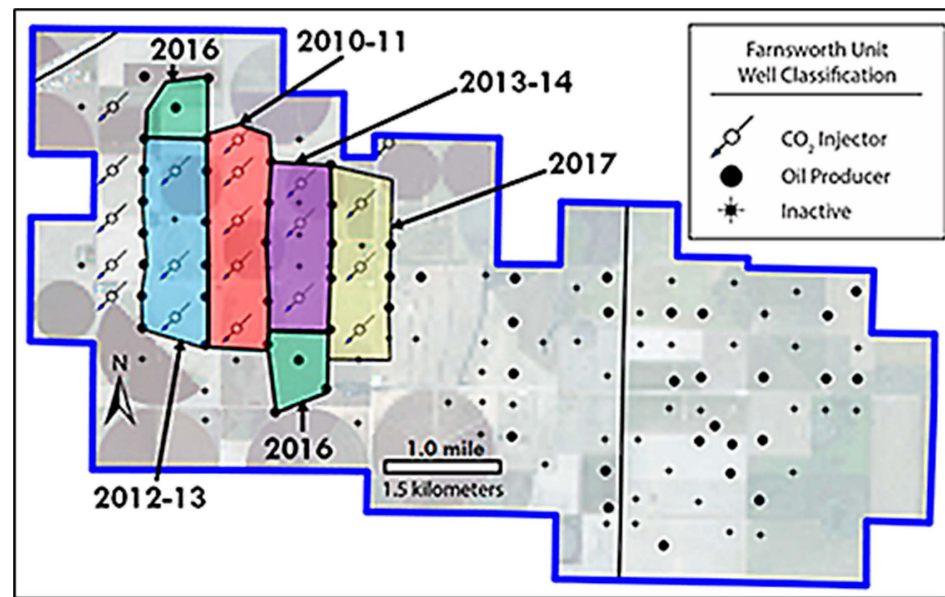 2016
2010-11
2013-14
2017
Farnsworth Unit
Well Classification
CO₂ Injector
Oil Producer
Inactive
N
2016
1.0 mile
1.5 kilometers
2012-13